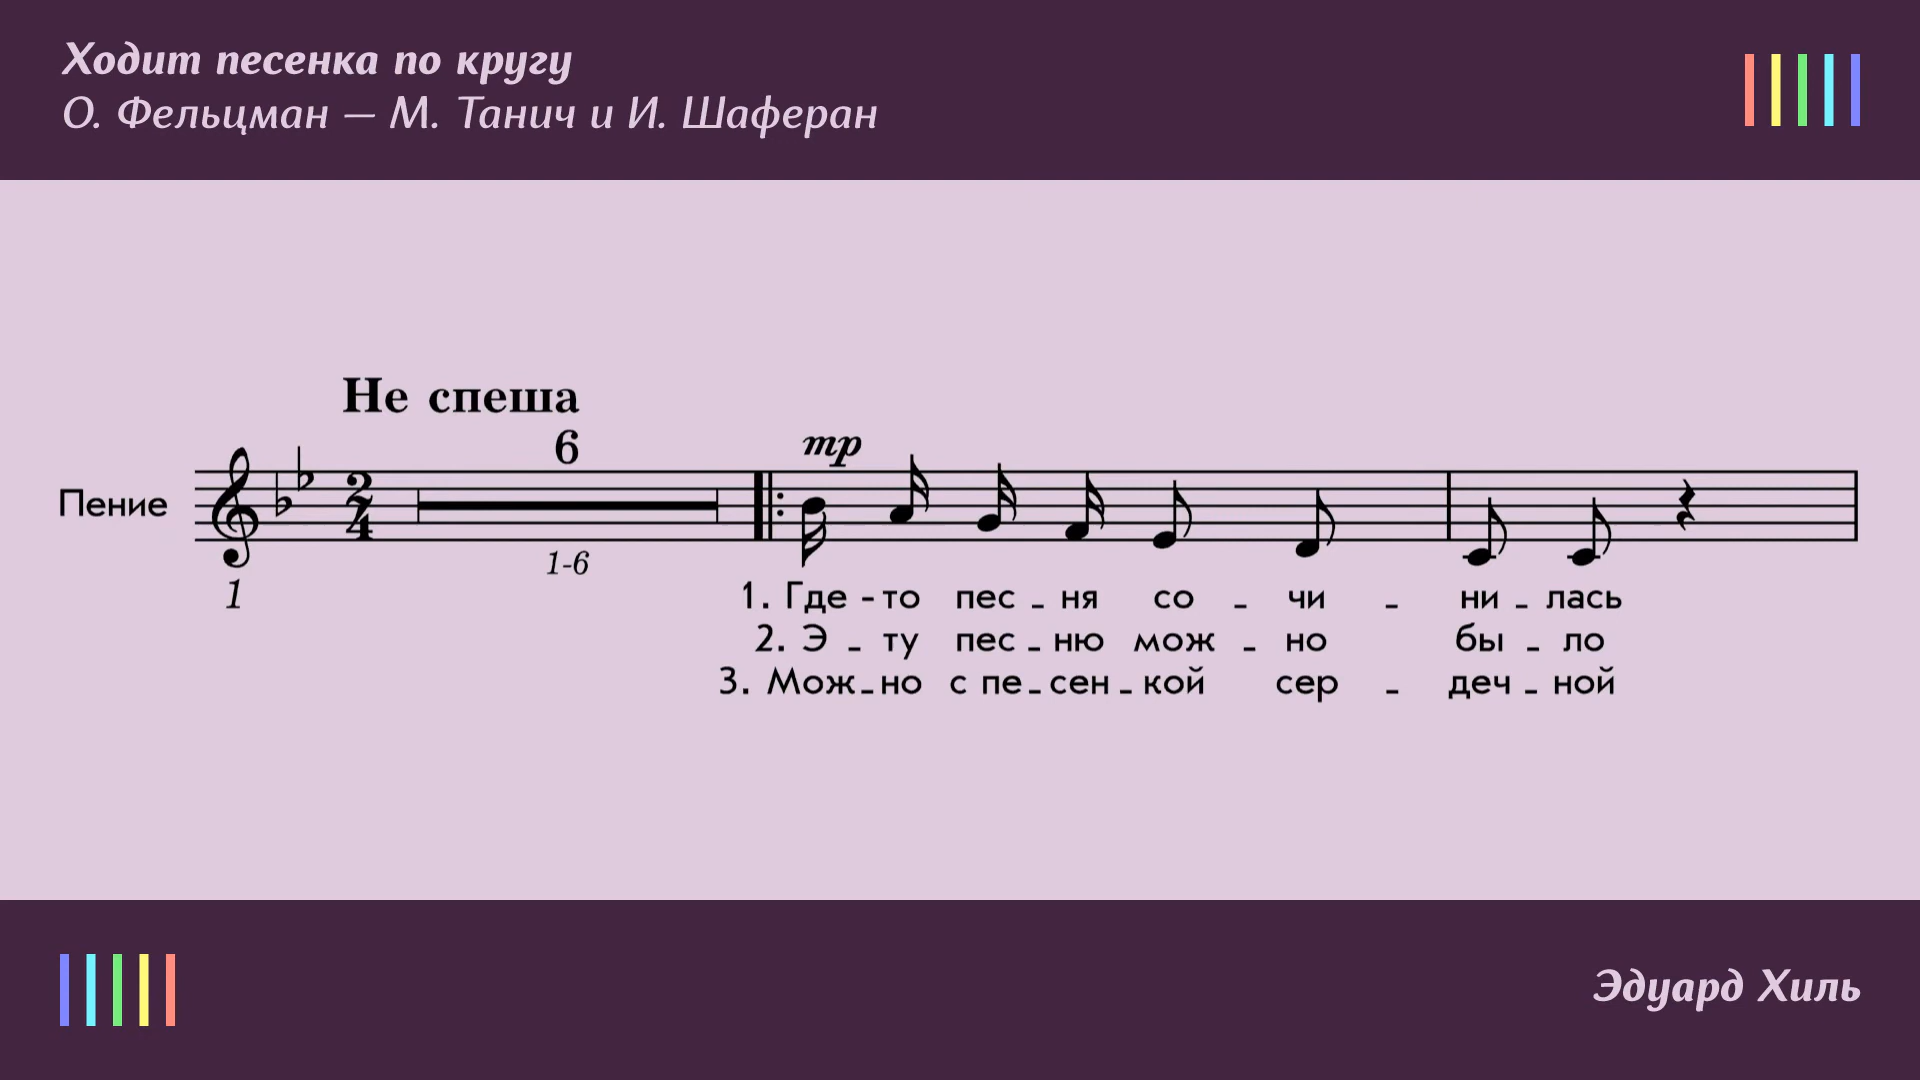 Ходит песенка по кругу
О. Фельцман — М. Танич и И. Шаферан
Не спеша
6
mp
Пение
2
4
1-6
1
1. Где - то пес - ня со - чи - ни - лась
2. Э - ту пес - ню мож - но бы - ло
3. Мож - но с пе - сен - кой сер - деч - ной
Эдуард Хиль